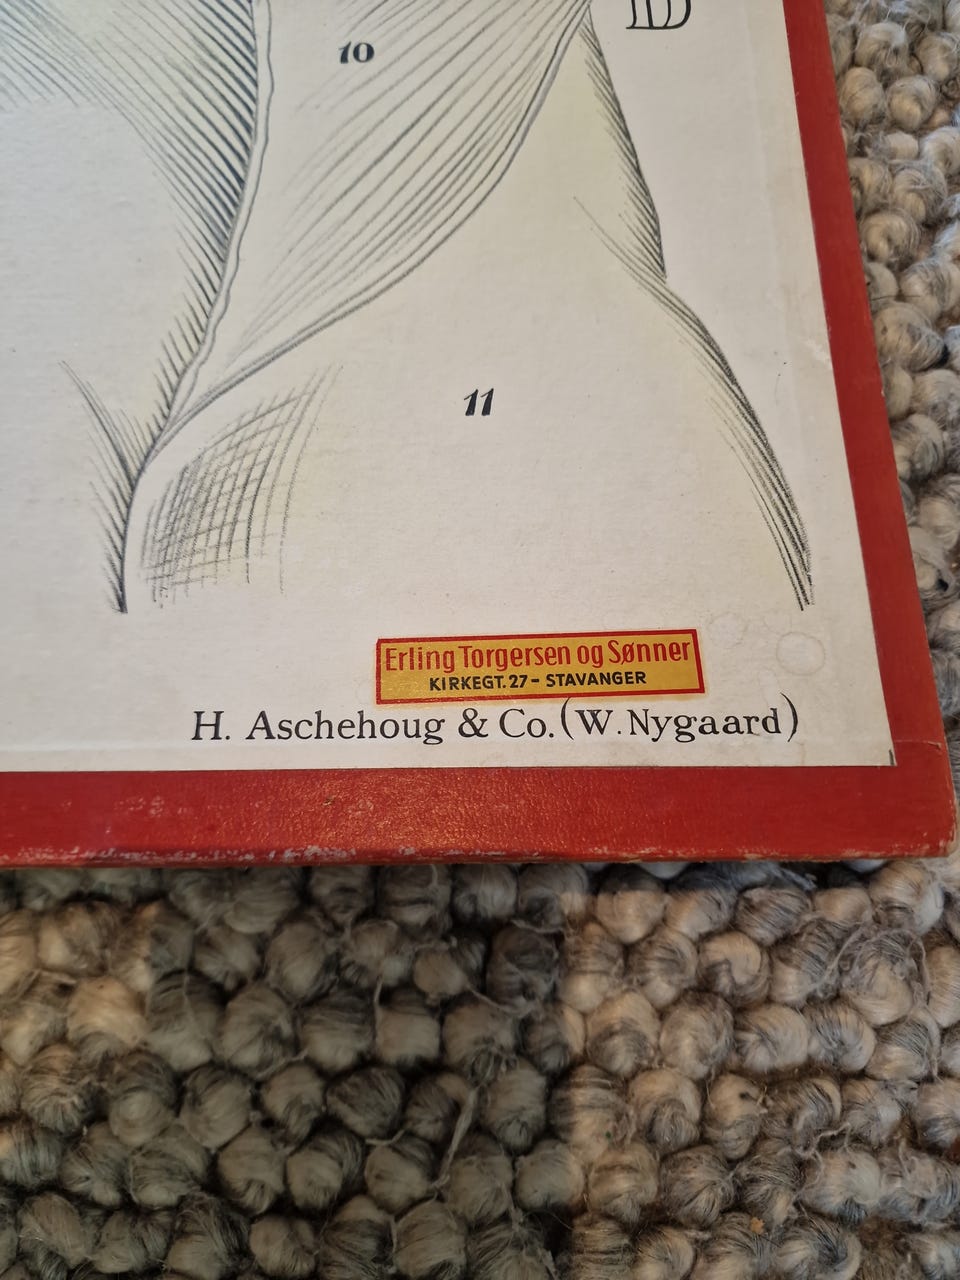 10
D
11
Erling Torgersen og Sønner
KIRKEGT. 27 - STAVANGER
H. Aschehoug & Co. (W. Nygaard)